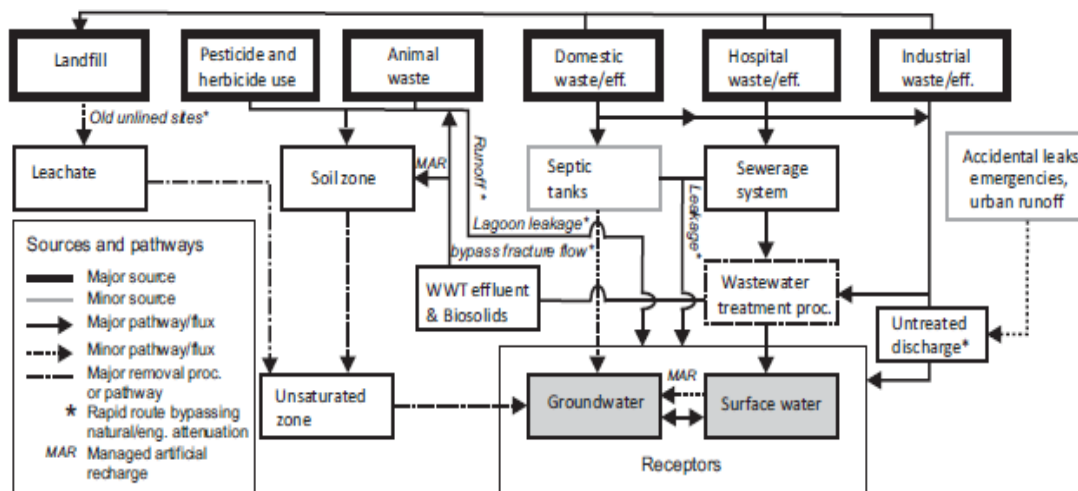 Landfill
Pesticide and
herbicide use
Animal
waste
Domestic
waste/eff.
Hospital
waste/eff.
Industrial
waste/eff.
Old unlined sites*
Leachate
MAR
Soil zone
Runoff *
Septic
tanks
Leakage*
Sewerage
system
Accidental leaks
emergencies,
urban runoff
Lagoon leakage*
bypass fracture flow*
WWT effluent
& Biosolids
Wastewater
treatment proc.
Untreated
discharge*
Sources and pathways
Major source
Minor source
Major pathway/flux
Minor pathway/flux
Major removal proc.
or pathway
* Rapid route bypassing
natural/eng. attenuation
MAR Managed artificial
recharge
Unsaturated
zone
Groundwater
MAR
Surface water
Receptors